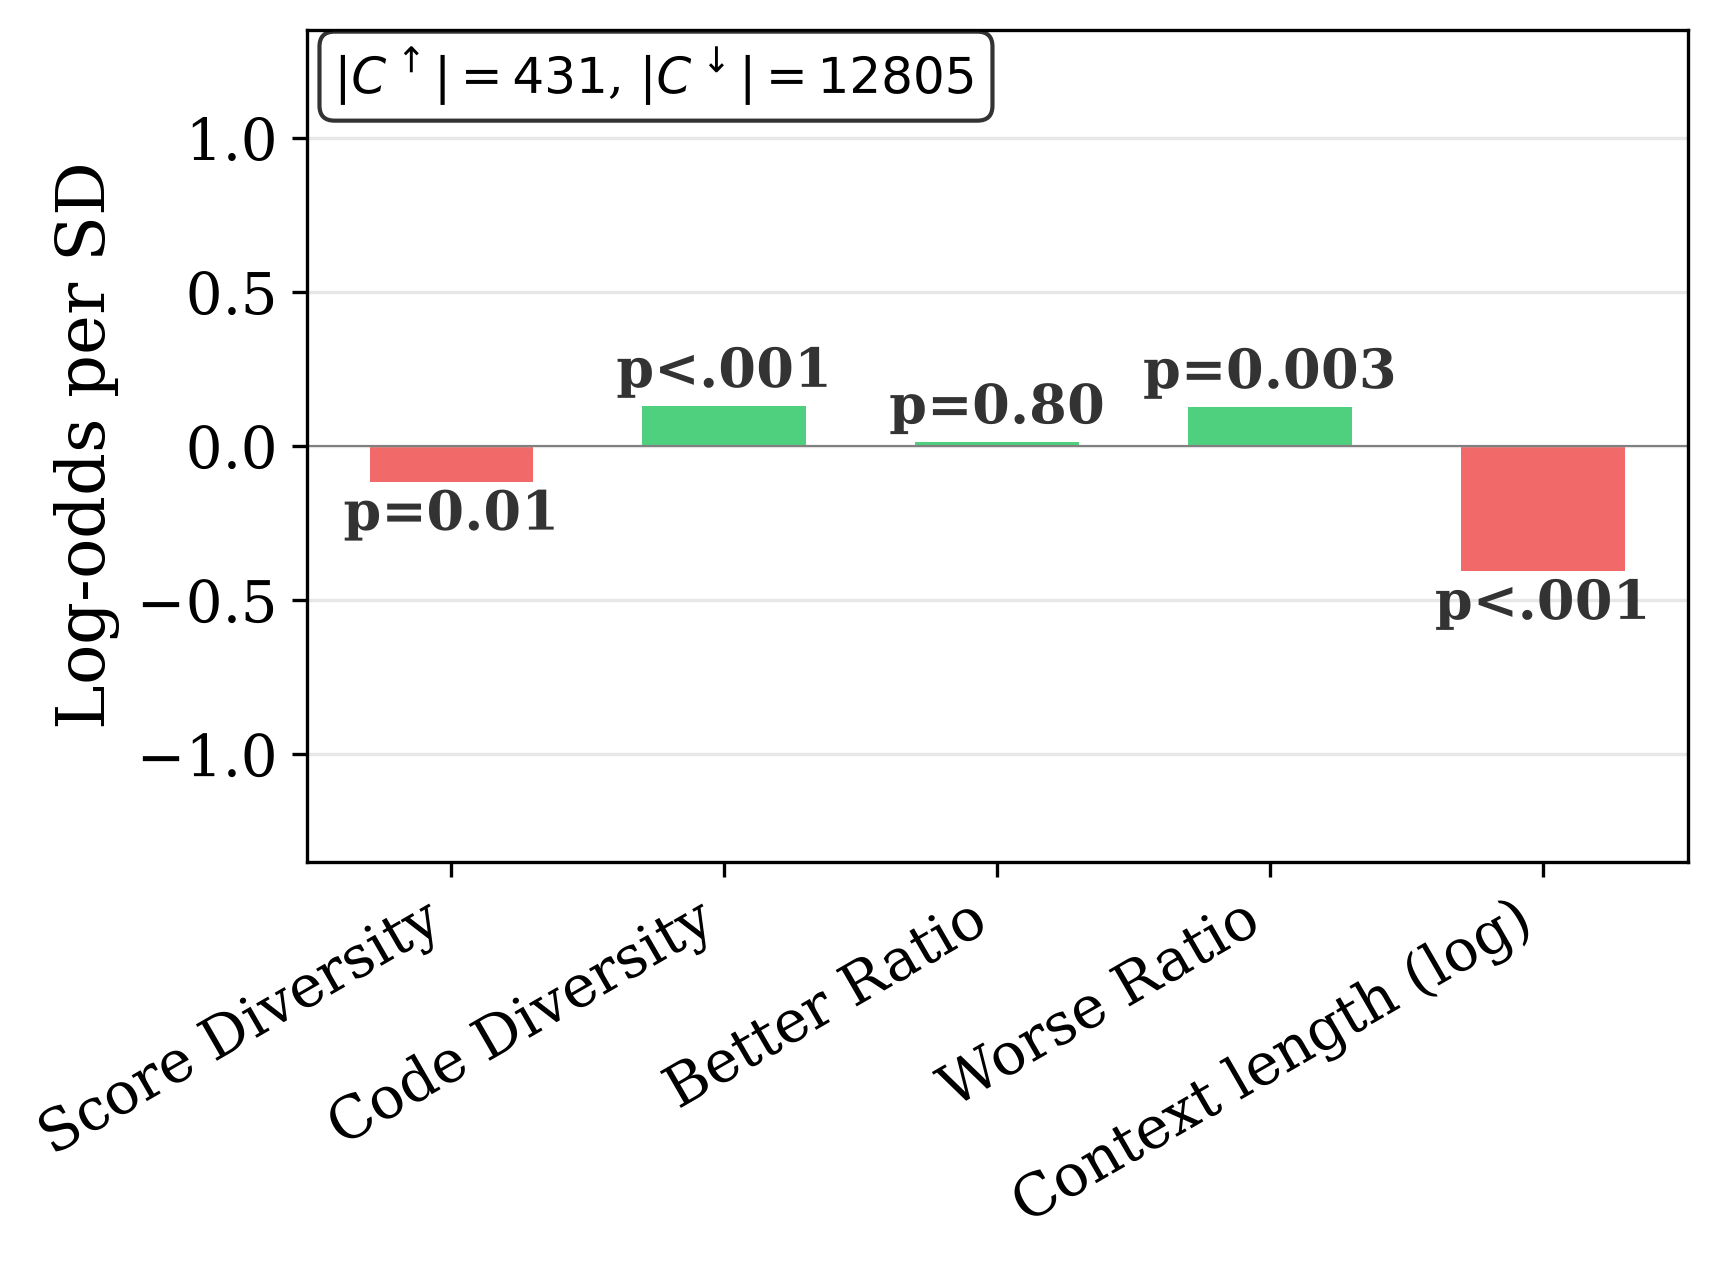 |C↑| = 431, |C↓| = 12805
Log-odds per SD
1.0
0.5
0.0
−0.5
−1.0
p=0.01
p<.001
p=0.80
p=0.003
p<.001
Score Diversity
Code Diversity
Better Ratio
Worse Ratio
Context length (log)